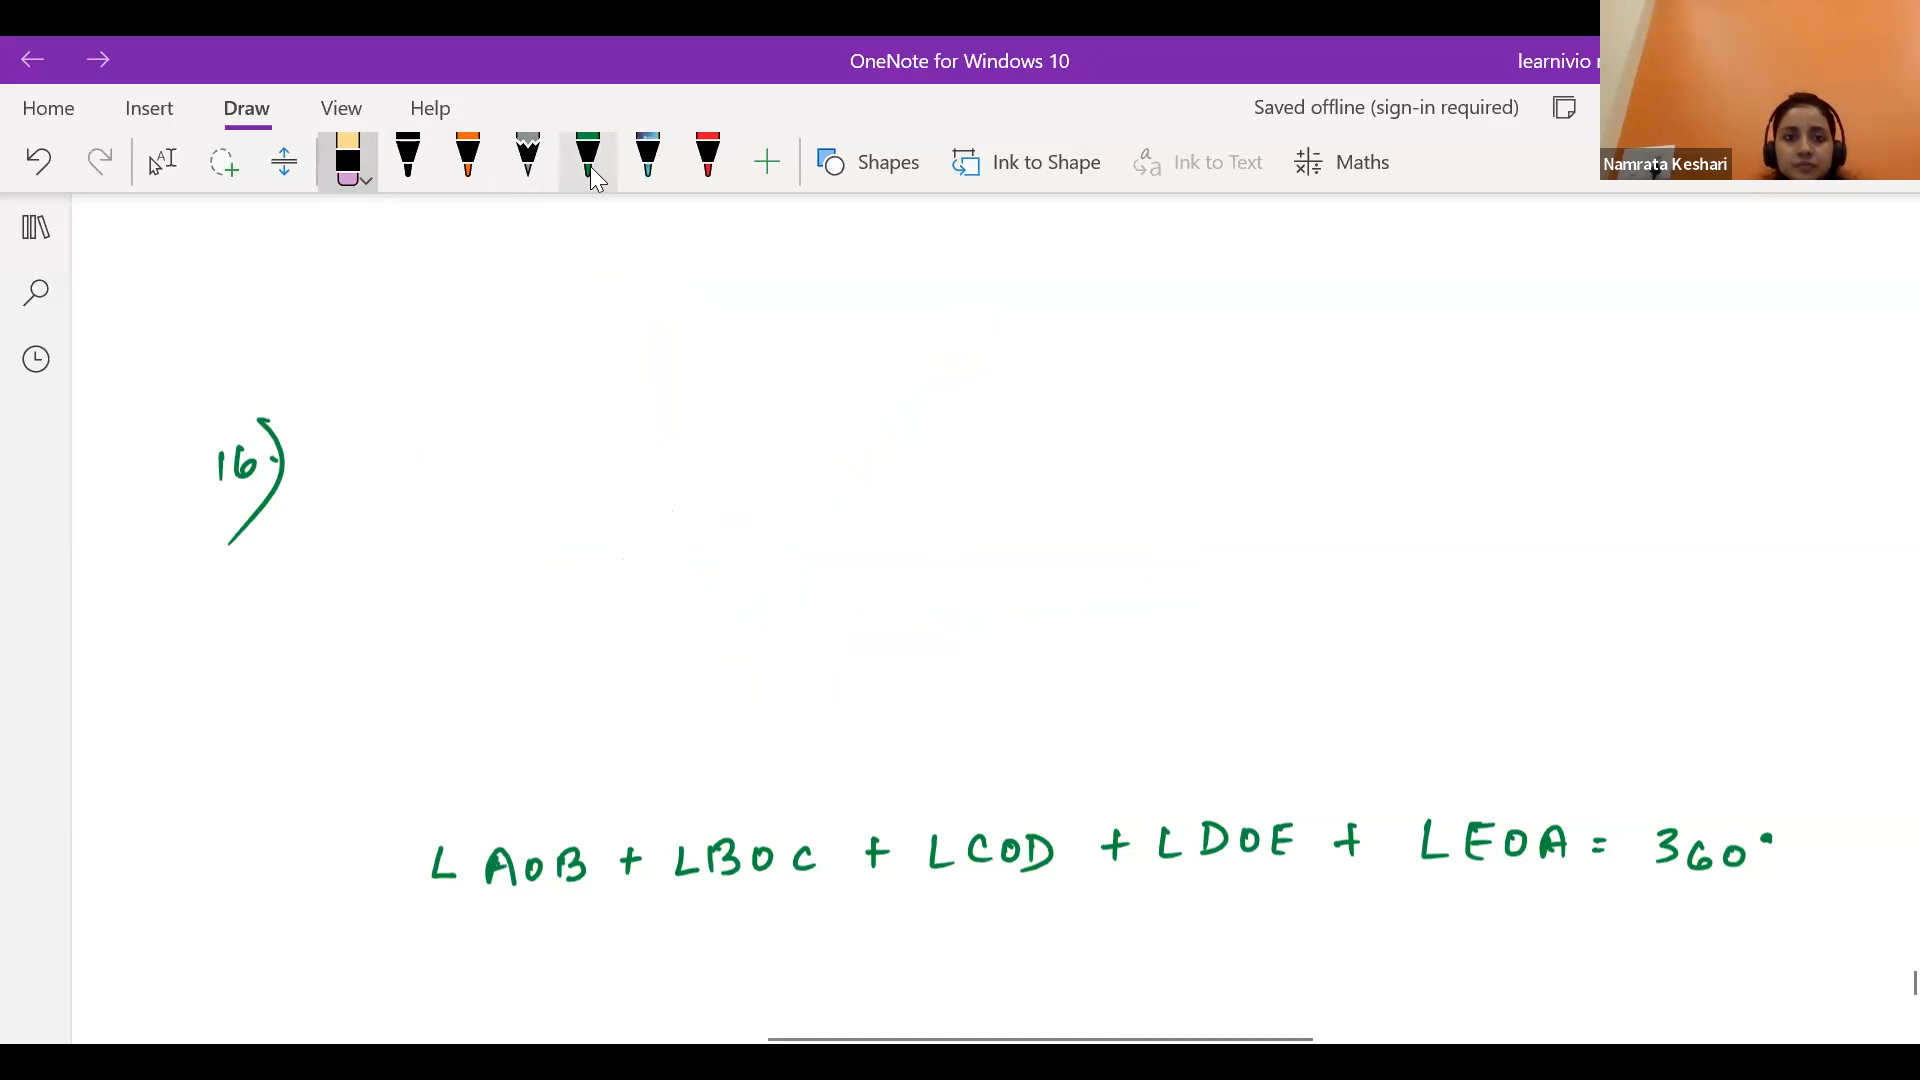 OneNote for Windows 10
learnivio
Home Insert Draw View Help
Saved offline (sign-in required)
Shapes Ink to Shape Ink to Text Maths
Namrata Keshari
16.)
∠AOB + ∠BOC + ∠COD + ∠DOE + ∠EOA = 360°